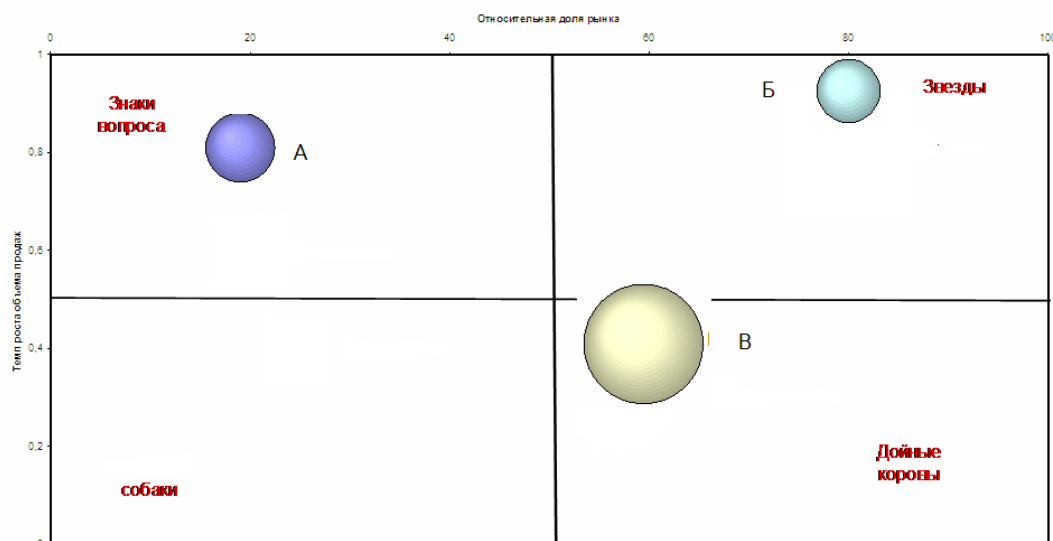 Относительная доля рынка
0
20
40
60
80
100
1
0,8
0,6
0,4
0,2
Темп роста объема продаж
Знаки
вопроса
А
Б
Звезды
В
Дойные
коровы
собаки